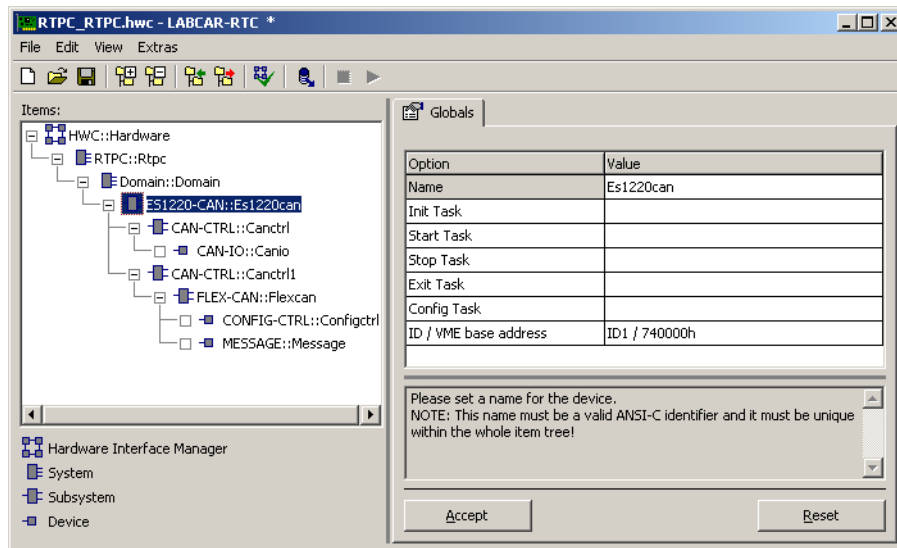 RTPC_RTPC.hwc - LABCAR-RTC *
File Edit View Extras
Items:
HWC::Hardware
RTPC::Rtpc
Domain::Domain
ES1220-CAN::Es1220can
CAN-CTRL::Canctrl
CAN-IO::Canio
CAN-CTRL::Canctrl1
FLEX-CAN::Flexcan
CONFIG-CTRL::Configctrl
MESSAGE::Message
Hardware Interface Manager
System
Subsystem
Device
Globals
Option Value
Name Es1220can
Init Task
Start Task
Stop Task
Exit Task
Config Task
ID / VME base address ID1 / 740000h
Please set a name for the device.
NOTE: This name must be a valid ANSI-C identifier and it must be unique
within the whole item tree!
Accept Reset